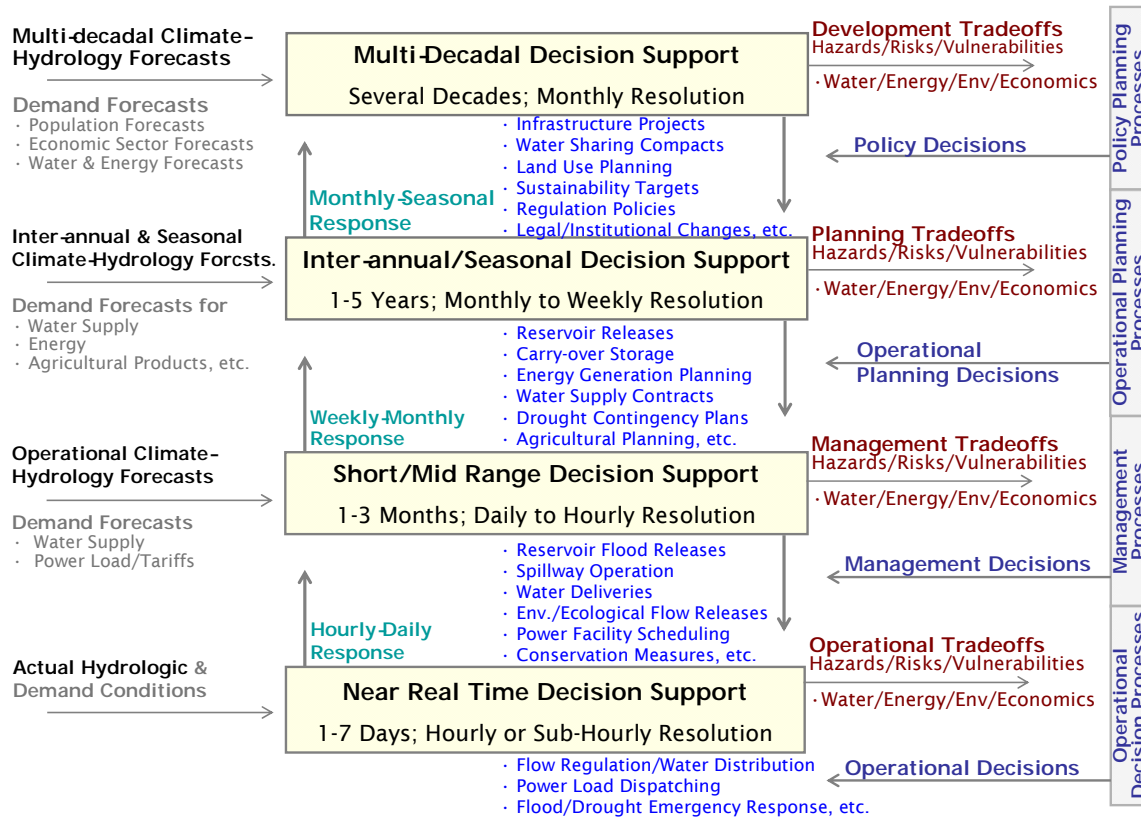 Multi-decadal Climate-
Hydrology Forecasts
Demand Forecasts
· Population Forecasts
· Economic Sector Forecasts
· Water & Energy Forecasts
Multi-Decadal Decision Support
Several Decades; Monthly Resolution
Development Tradeoffs
Hazards/Risks/Vulnerabilities
· Water/Energy/Env/Economics
Policy Planning
Processes
Policy Decisions
· Infrastructure Projects
· Water Sharing Compacts
· Land Use Planning
· Sustainability Targets
· Regulation Policies
· Legal/Institutional Changes, etc.
Monthly-Seasonal
Response
Inter-annual & Seasonal
Climate-Hydrology Forcsts.
Demand Forecasts for
· Water Supply
· Energy
· Agricultural Products, etc.
Inter-annual/Seasonal Decision Support
1-5 Years; Monthly to Weekly Resolution
Planning Tradeoffs
Hazards/Risks/Vulnerabilities
· Water/Energy/Env/Economics
Operational Planning
Processes
Operational
Planning Decisions
· Reservoir Releases
· Carry-over Storage
· Energy Generation Planning
· Water Supply Contracts
· Drought Contingency Plans
· Agricultural Planning, etc.
Weekly-Monthly
Response
Operational Climate-
Hydrology Forecasts
Demand Forecasts
· Water Supply
· Power Load/Tariffs
Short/Mid Range Decision Support
1-3 Months; Daily to Hourly Resolution
Management Tradeoffs
Hazards/Risks/Vulnerabilities
· Water/Energy/Env/Economics
Management
Processes
Management Decisions
· Reservoir Flood Releases
· Spillway Operation
· Water Deliveries
· Env./Ecological Flow Releases
· Power Facility Scheduling
· Conservation Measures, etc.
Hourly-Daily
Response
Actual Hydrologic &
Demand Conditions
Near Real Time Decision Support
1-7 Days; Hourly or Sub-Hourly Resolution
Operational Tradeoffs
Hazards/Risks/Vulnerabilities
· Water/Energy/Env/Economics
Operational
Decision Processes
Operational Decisions
· Flow Regulation/Water Distribution
· Power Load Dispatching
· Flood/Drought Emergency Response, etc.